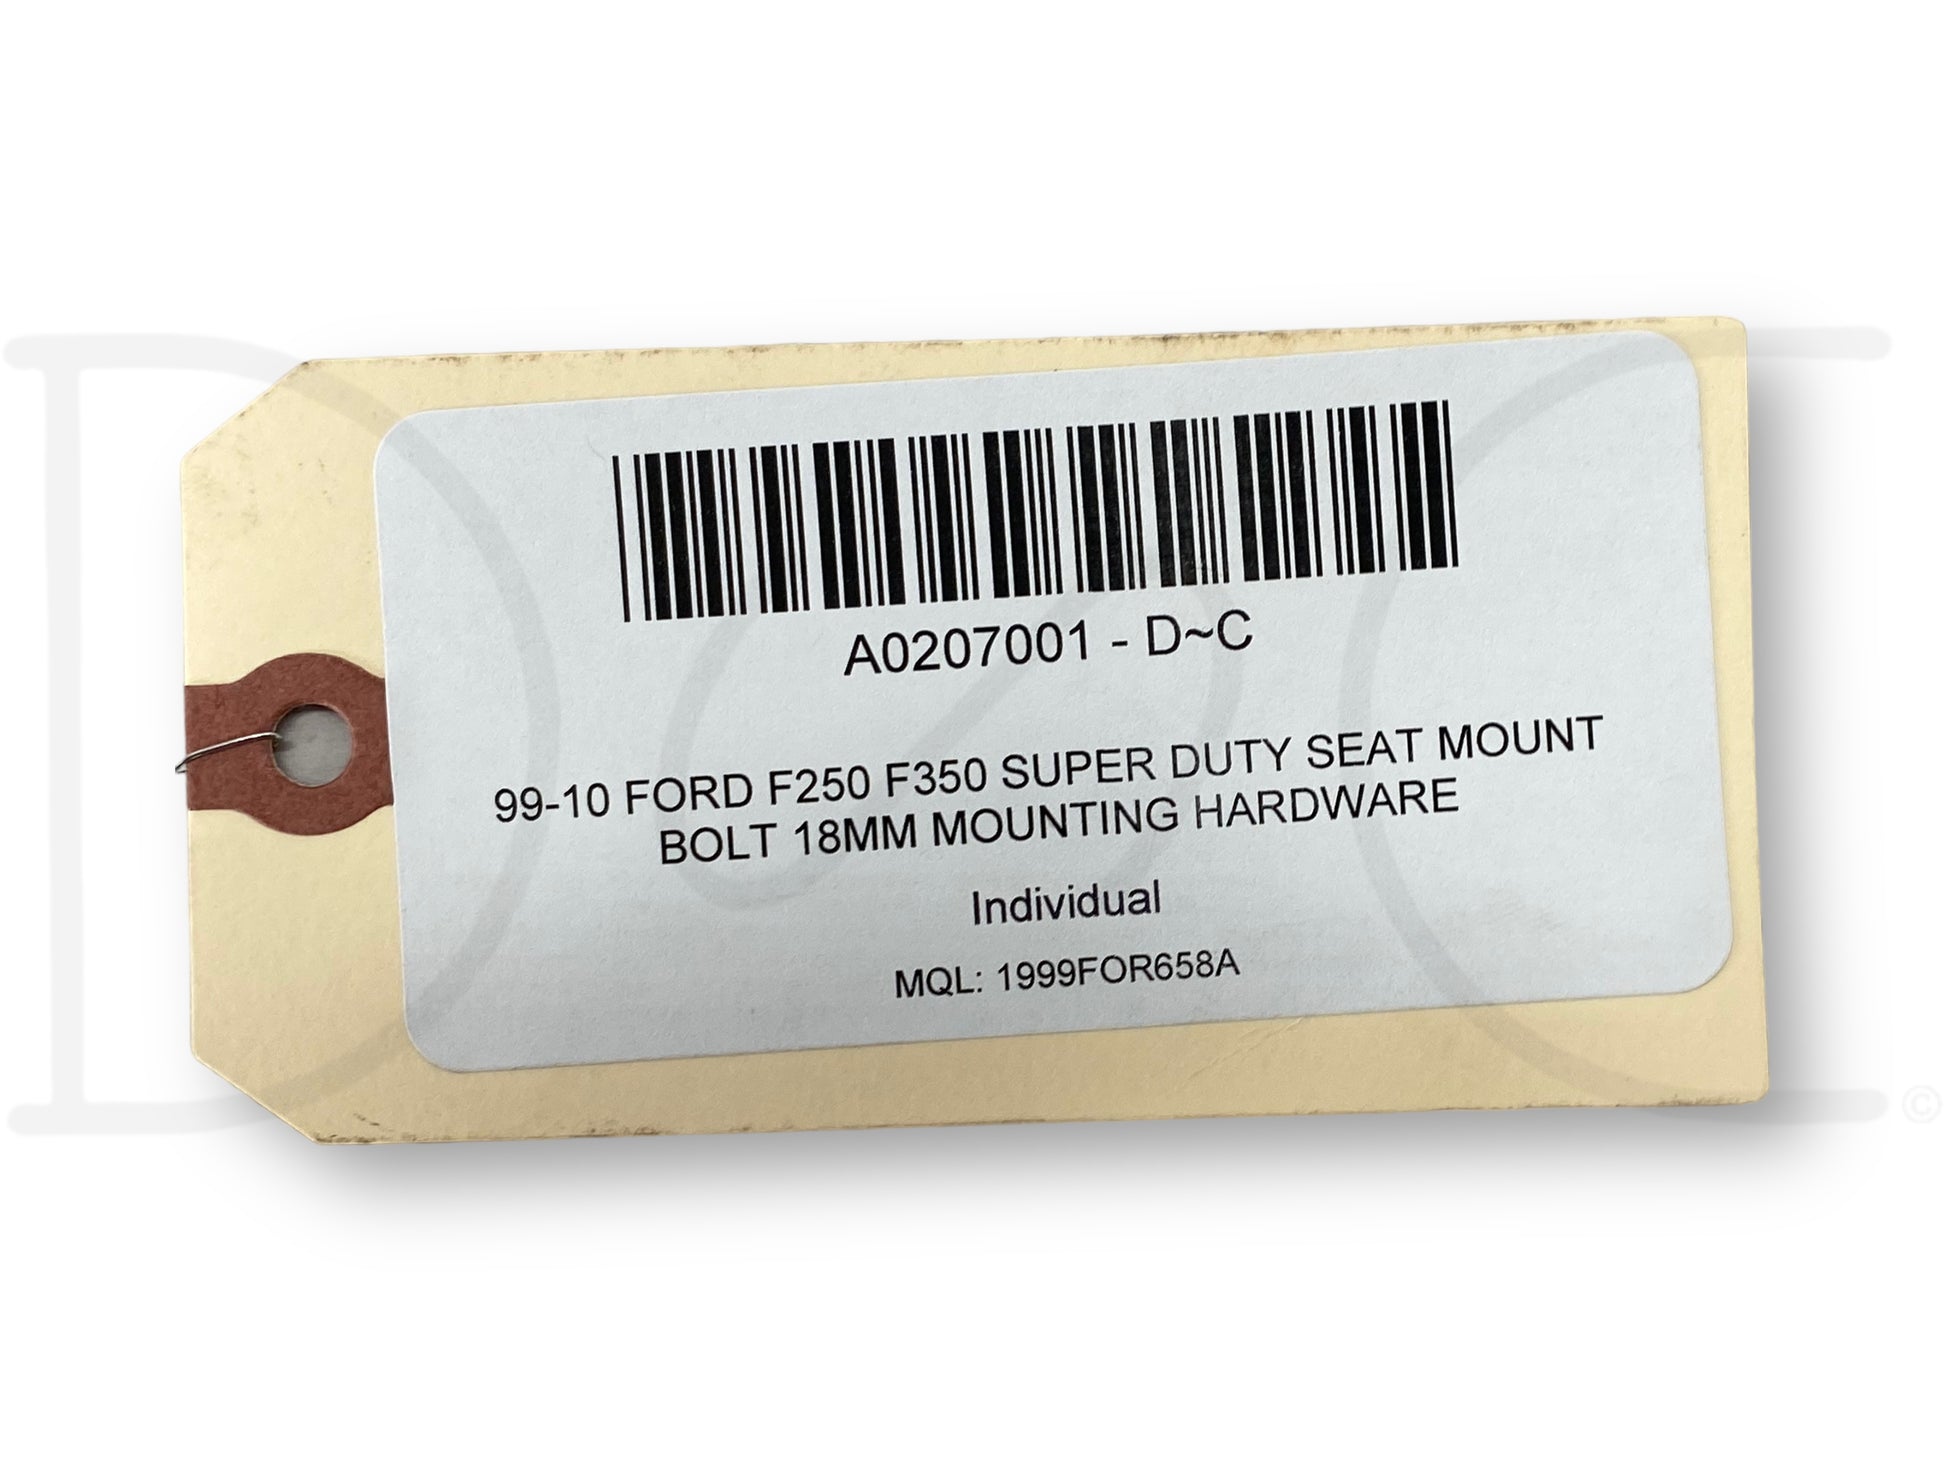 A0207001 - D~C
99-10 FORD F250 F350 SUPER DUTY SEAT MOUNT
BOLT 18MM MOUNTING HARDWARE
Individual
MQL: 1999FOR658A
D C
©